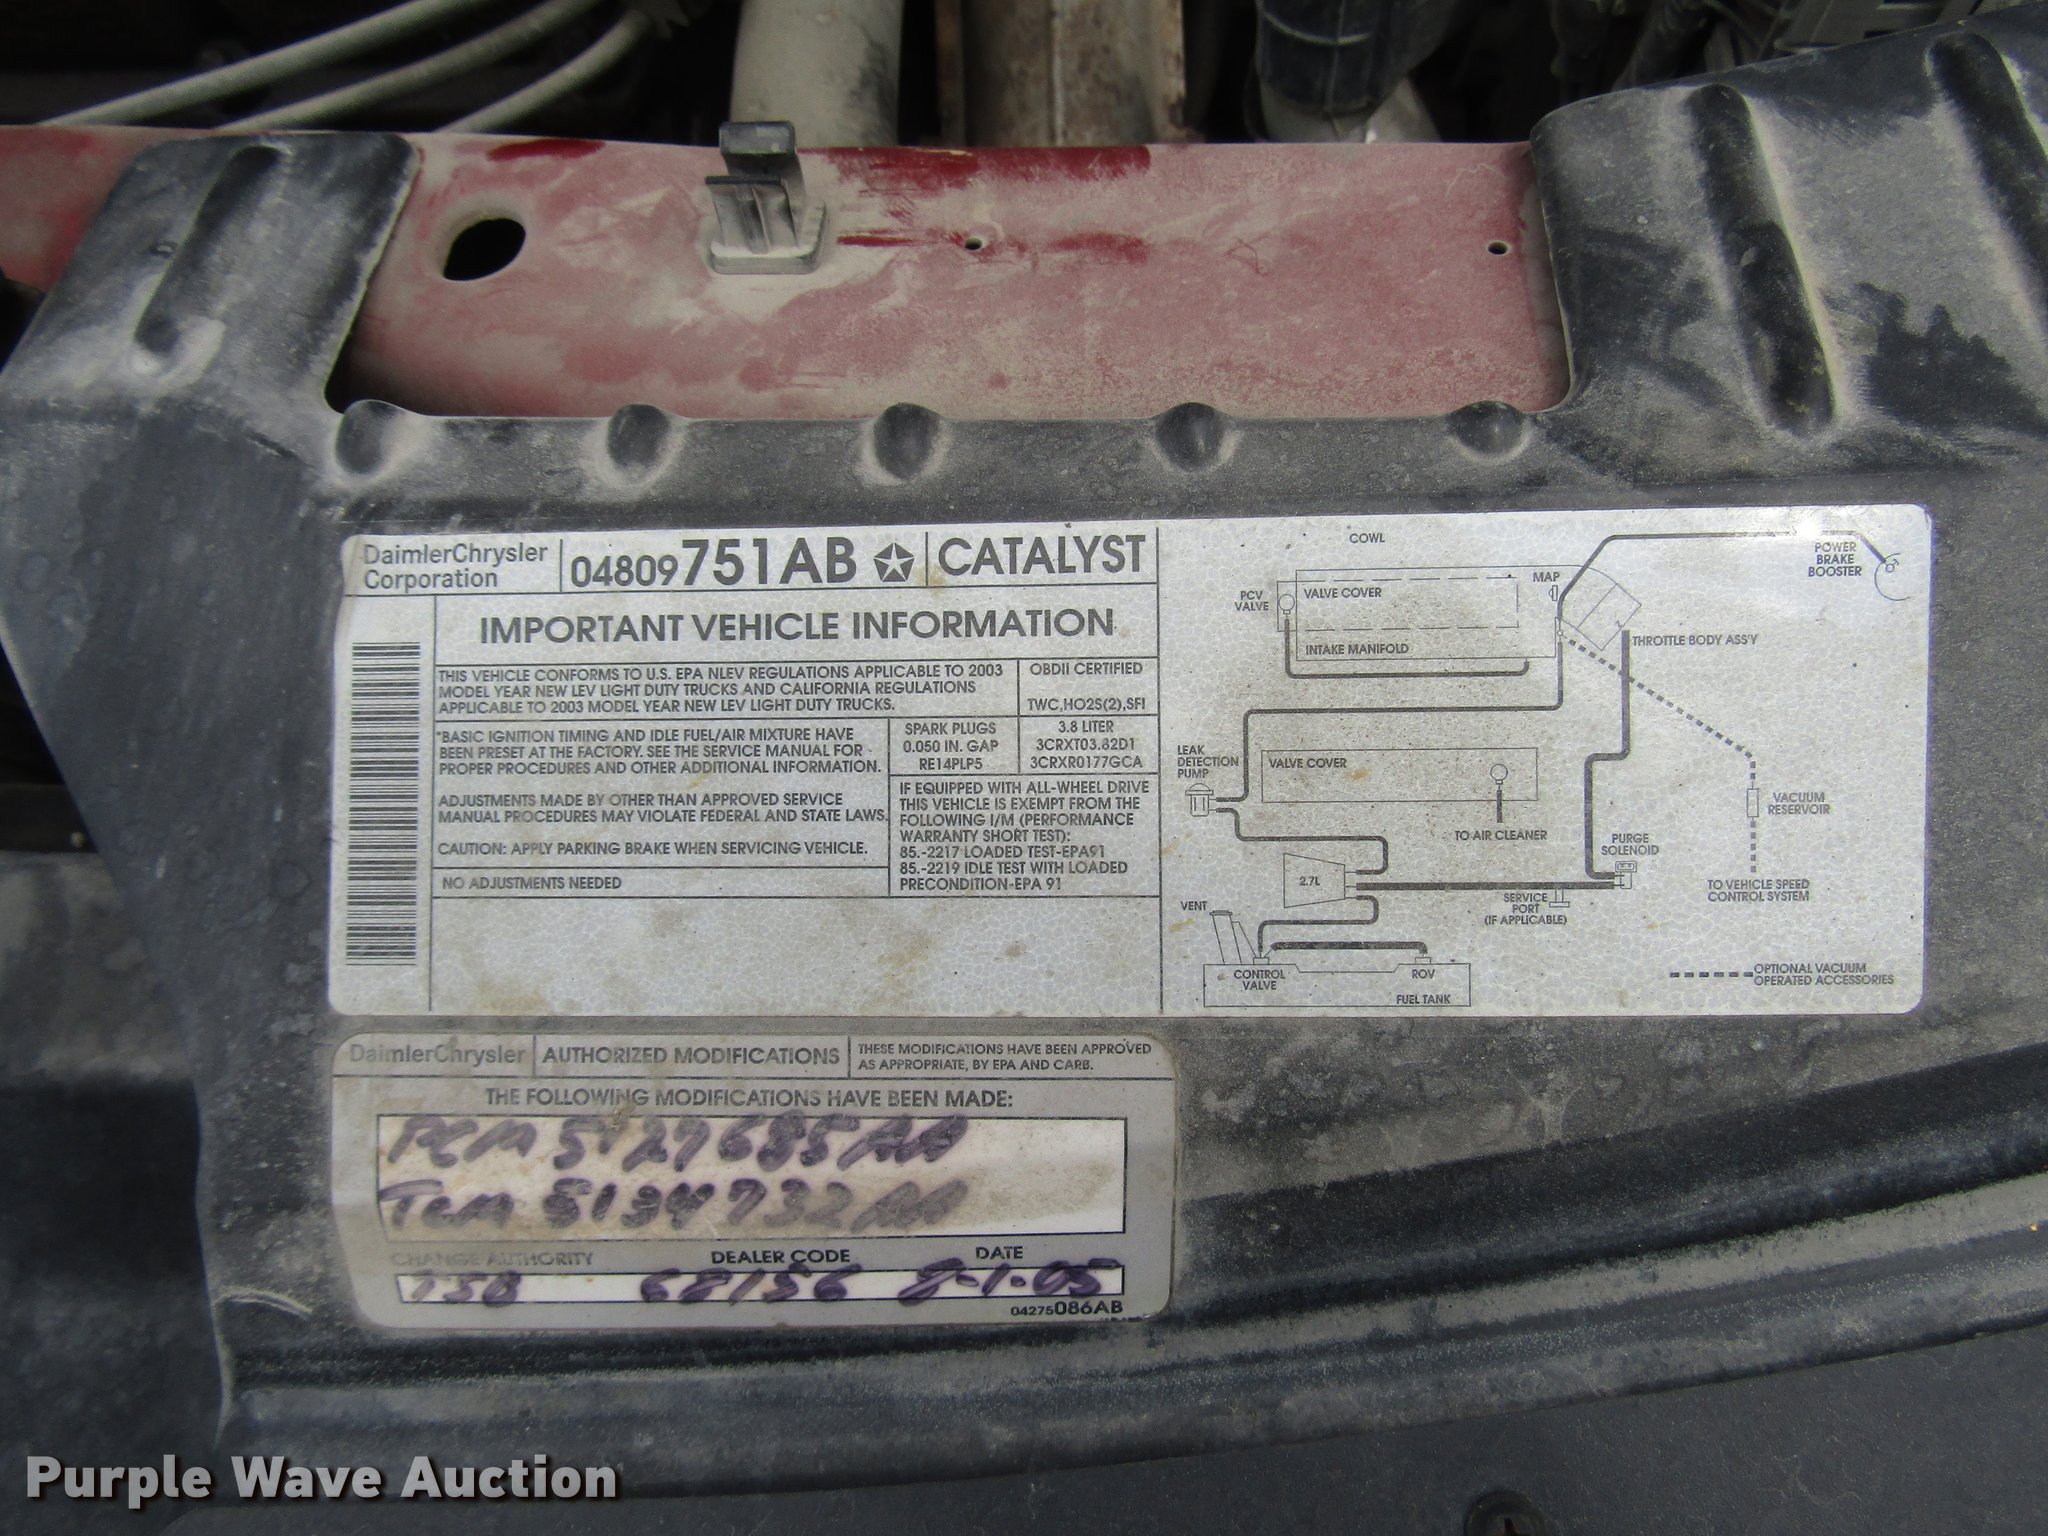 DaimlerChrysler
Corporation
04809751AB
CATALYST
IMPORTANT VEHICLE INFORMATION
THIS VEHICLE CONFORMS TO U.S. EPA NLEV REGULATIONS APPLICABLE TO 2003
MODEL YEAR NEW LEV LIGHT DUTY TRUCKS AND CALIFORNIA REGULATIONS
APPLICABLE TO 2003 MODEL YEAR NEW LEV LIGHT DUTY TRUCKS.
OBDII CERTIFIED
TWC,HO2S(2),SFI
*BASIC IGNITION TIMING AND IDLE FUEL/AIR MIXTURE HAVE
BEEN PRESET AT THE FACTORY. SEE THE SERVICE MANUAL FOR
PROPER PROCEDURES AND OTHER ADDITIONAL INFORMATION.
ADJUSTMENTS MADE BY OTHER THAN APPROVED SERVICE
MANUAL PROCEDURES MAY VIOLATE FEDERAL AND STATE LAWS.
CAUTION: APPLY PARKING BRAKE WHEN SERVICING VEHICLE.
NO ADJUSTMENTS NEEDED
SPARK PLUGS
0.050 IN. GAP
RE14PLP5
3.8 LITER
3CRXT03.82D1
3CRXR0177GCA
IF EQUIPPED WITH ALL-WHEEL DRIVE
THIS VEHICLE IS EXEMPT FROM THE
FOLLOWING I/M (PERFORMANCE
WARRANTY SHORT TEST):
85.-2217 LOADED TEST-EPA91
85.-2219 IDLE TEST WITH LOADED
PRECONDITION-EPA 91
COWL
POWER
BRAKE
BOOSTER
MAP
PCV
VALVE
VALVE COVER
INTAKE MANIFOLD
THROTTLE BODY ASS'Y
LEAK
DETECTION
PUMP
VALVE COVER
TO AIR CLEANER
VACUUM
RESERVOIR
PURGE
SOLENOID
2.7L
TO VEHICLE SPEED
CONTROL SYSTEM
SERVICE
PORT
(IF APPLICABLE)
VENT
CONTROL
VALVE
ROV
FUEL TANK
OPTIONAL VACUUM
OPERATED ACCESSORIES
DaimlerChrysler
AUTHORIZED MODIFICATIONS
THESE MODIFICATIONS HAVE BEEN APPROVED
AS APPROPRIATE, BY EPA AND CARB.
THE FOLLOWING MODIFICATIONS HAVE BEEN MADE:
PCM 5127685AA
TCM 5134732AA
CHANGE AUTHORITY DEALER CODE DATE
TSB 68156 8-1-05
04275086AB
Purple Wave Auction